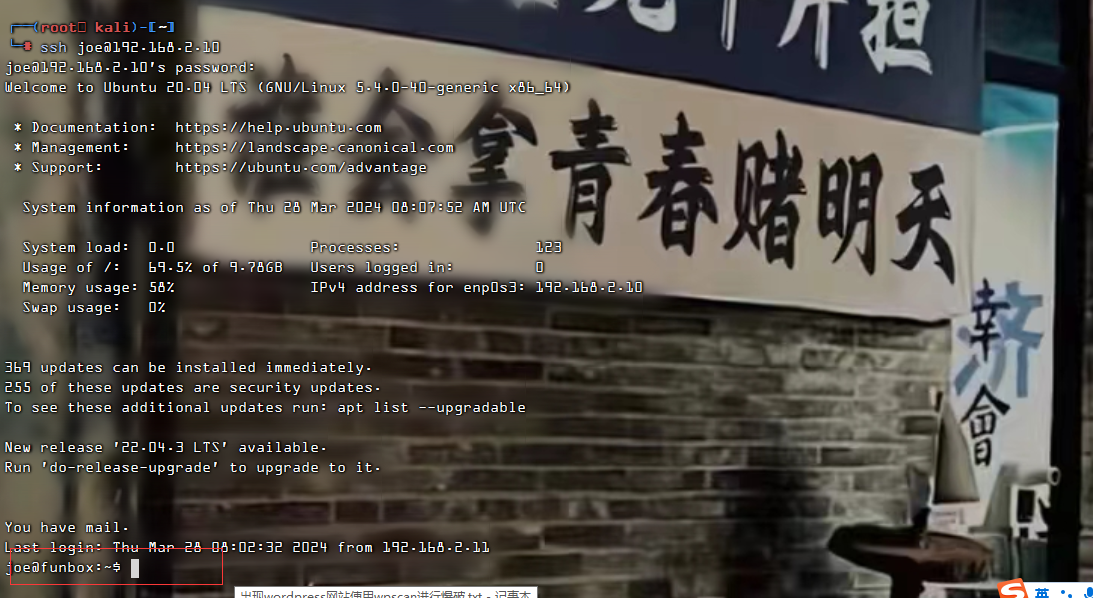 (root㉿ kali)-[~]
# ssh joe@192.168.2.10
joe@192.168.2.10's password:
Welcome to Ubuntu 20.04 LTS (GNU/Linux 5.4.0-40-generic x86_64)
* Documentation: https://help.ubuntu.com
* Management: https://landscape.canonical.com
* Support: https://ubuntu.com/advantage
System information as of Thu 28 Mar 2024 08:07:52 AM UTC
System load: 0.0 Processes: 123
Usage of /: 69.5% of 9.78GB Users logged in: 0
Memory usage: 58% IPv4 address for enp0s3: 192.168.2.10
Swap usage: 0%
369 updates can be installed immediately.
255 of these updates are security updates.
To see these additional updates run: apt list --upgradable
New release '22.04.3 LTS' available.
Run 'do-release-upgrade' to upgrade to it.
You have mail.
Last login: Thu Mar 28 08:02:32 2024 from 192.168.2.11
joe@funbox:~$
拿青春赌明天
幸會
出现wordpress网站使用wpscan进行爆破.txt - 记事本
英